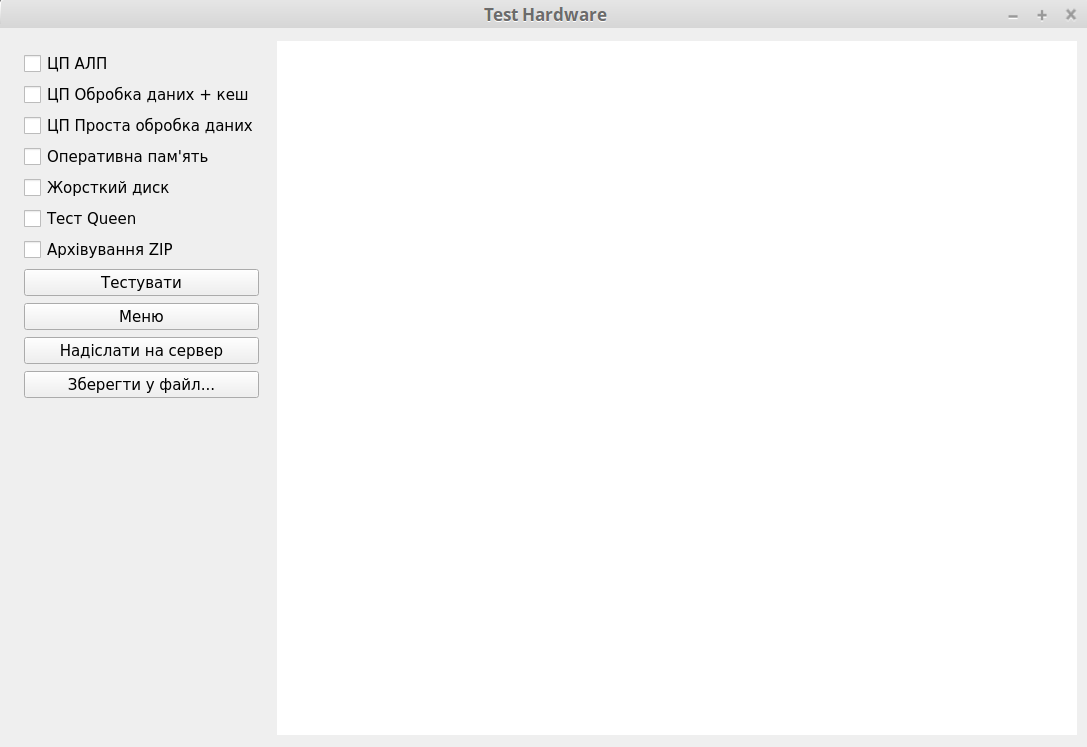 Test Hardware
ЦП АЛП
ЦП Обробка даних + кеш
ЦП Проста обробка даних
Оперативна пам'ять
Жорсткий диск
Тест Queen
Архівування ZIP
Тестувати
Меню
Надіслати на сервер
Зберегти у файл...